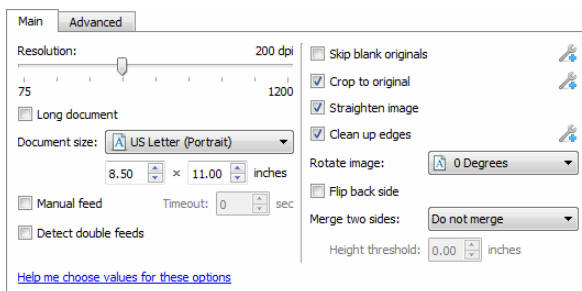 Main Advanced
Resolution: 200 dpi
75 1200
Long document
Document size: US Letter (Portrait)
8.50 × 11.00 inches
Manual feed Timeout: 0 sec
Detect double feeds
Help me choose values for these options
Skip blank originals
Crop to original
Straighten image
Clean up edges
Rotate image: 0 Degrees
Flip back side
Merge two sides: Do not merge
Height threshold: 0.00 inches